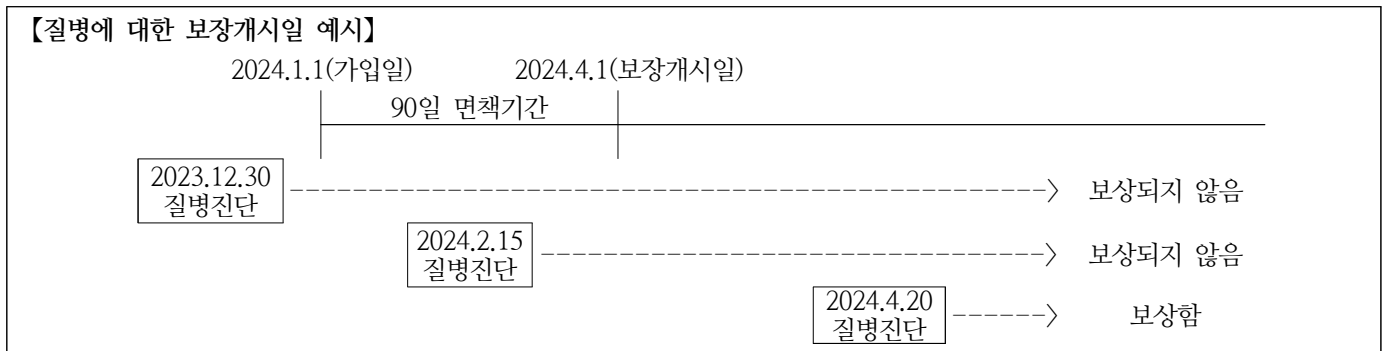 【질병에 대한 보장개시일 예시】
2024.1.1(가입일) 2024.4.1(보장개시일)
90일 면책기간
2023.12.30
질병진단
보상되지 않음
2024.2.15
질병진단
보상되지 않음
2024.4.20
질병진단
보상함